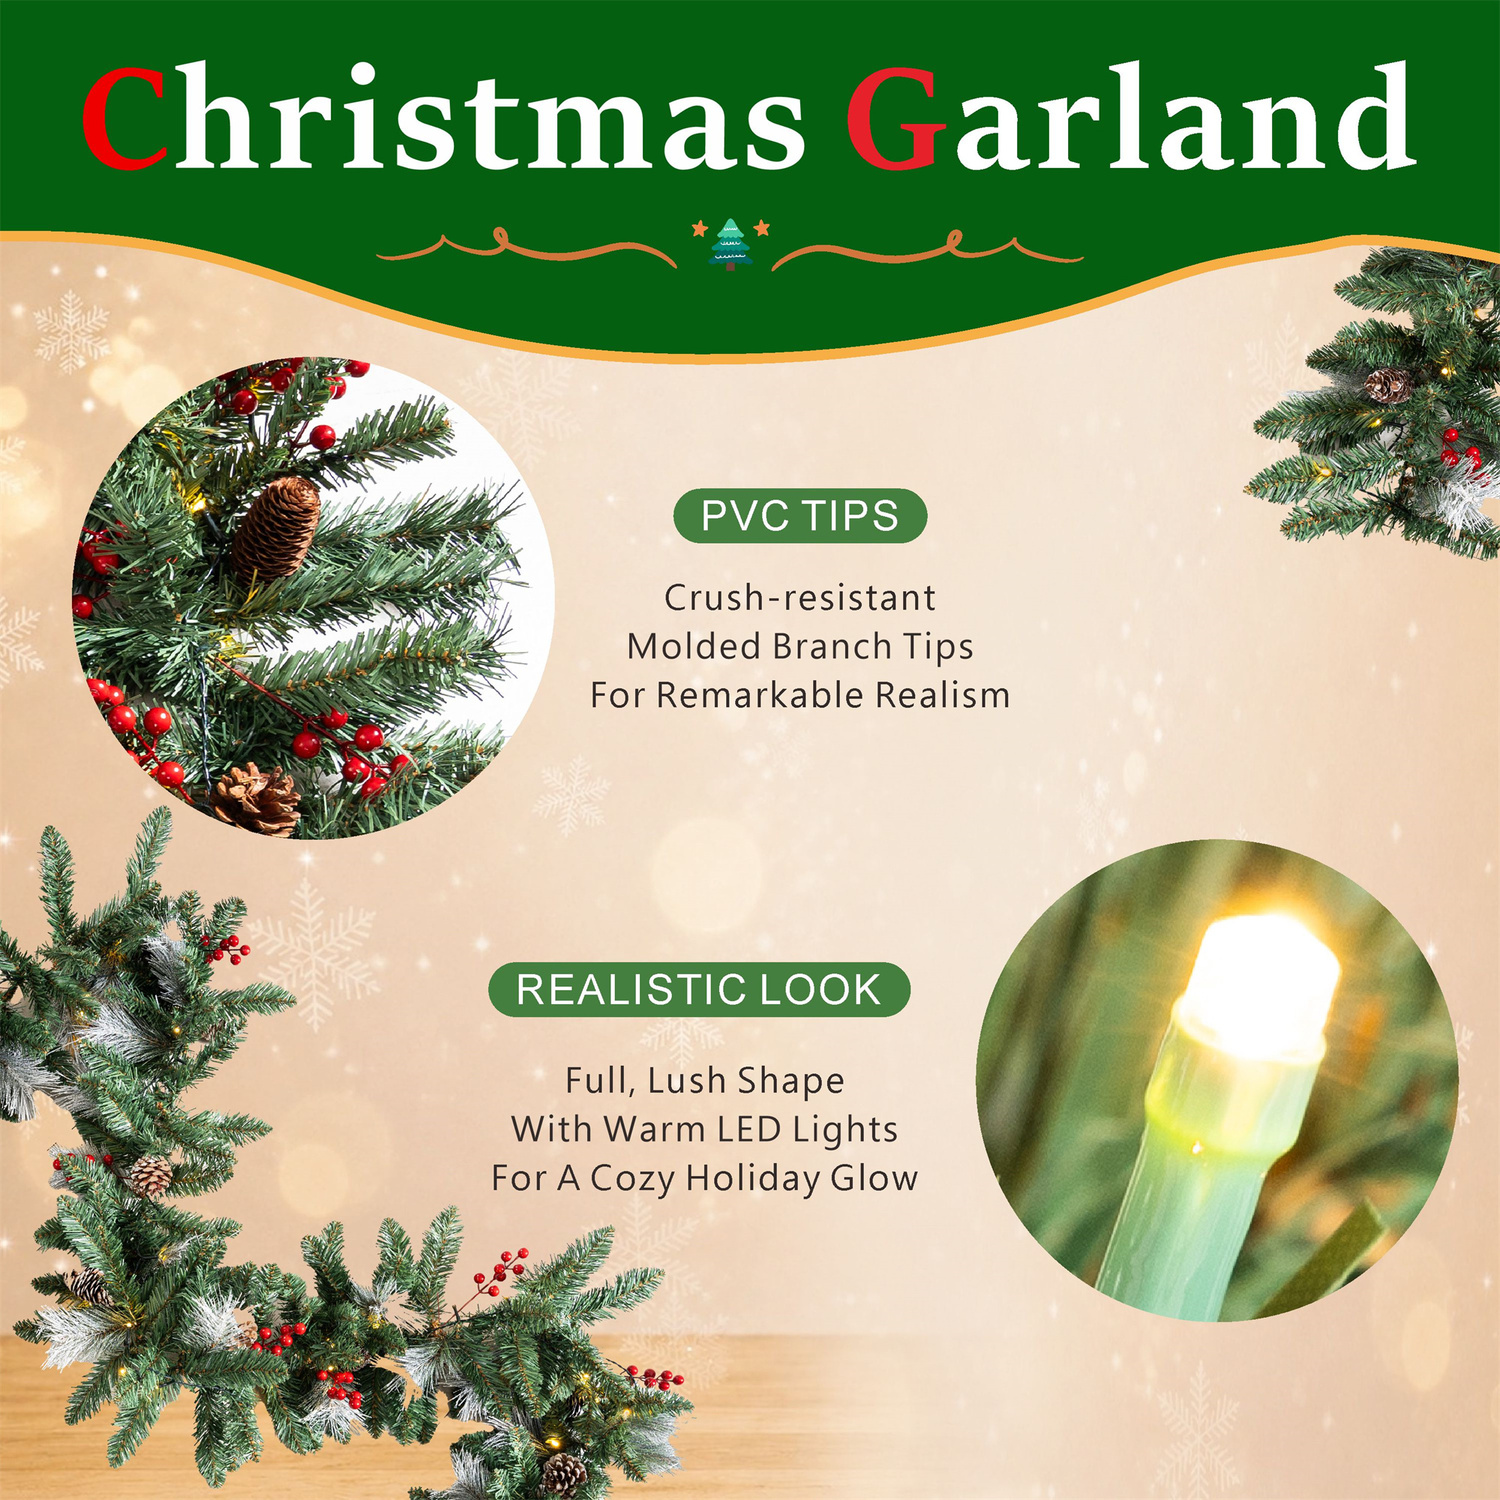 Christmas Garland
PVC TIPS
Crush-resistant
Molded Branch Tips
For Remarkable Realism
REALISTIC LOOK
Full, Lush Shape
With Warm LED Lights
For A Cozy Holiday Glow